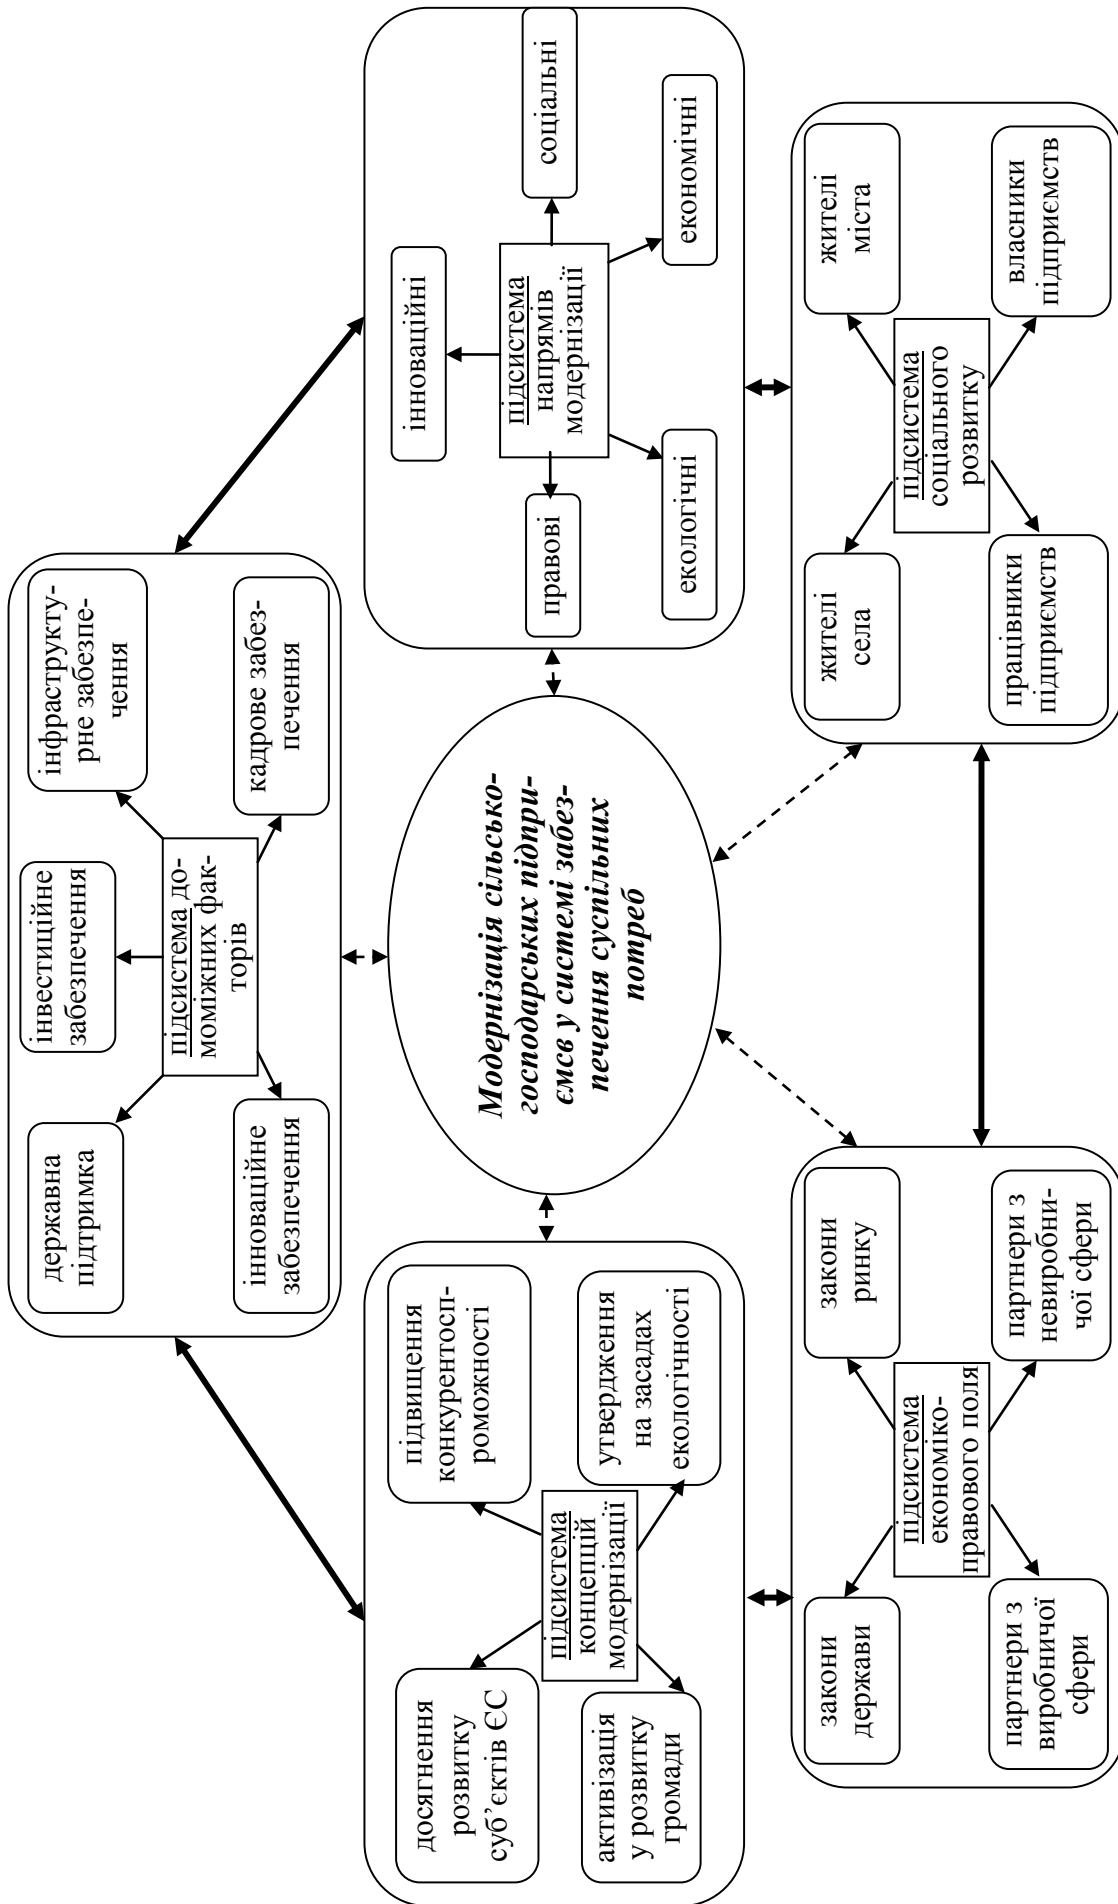 державна
підтримка
інвестиційне
забезпечення
інфраструкту-
рне забезпе-
чення
підсистема до-
моміжних фак-
торів
інноваційне
забезпечення
кадрове забез-
печення
досягнення
розвитку
суб’єктів ЄС
підвищення
конкурентосп-
роможності
підсистема
концепцій
модернізації
активізація
у розвитку
громади
утвердження
на засадах
екологічності
Модернізація сільсько-
господарських підпри-
ємсв у системі забез-
печення суспільних
потреб
інноваційні
правові
підсистема
напрямів
модернізації
соціальні
екологічні
економічні
закони
держави
закони
ринку
підсистема
економіко-
правового поля
партнери з
виробничої
сфери
партнери з
невиробни-
чої сфери
жителі
села
жителі
міста
підсистема
соціального
розвитку
працівники
підприємств
власники
підприємств